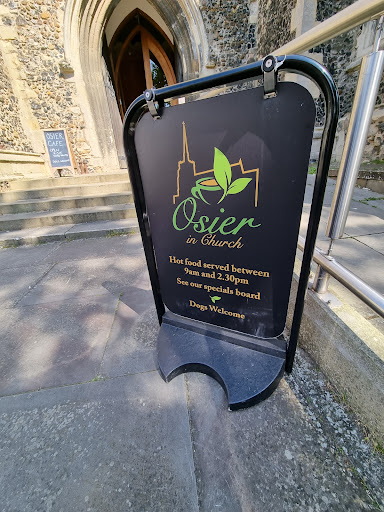 OSIER
CAFE
Osier
in Church
Hot food served between
9am and 2.30pm
See our specials board
Dogs Welcome